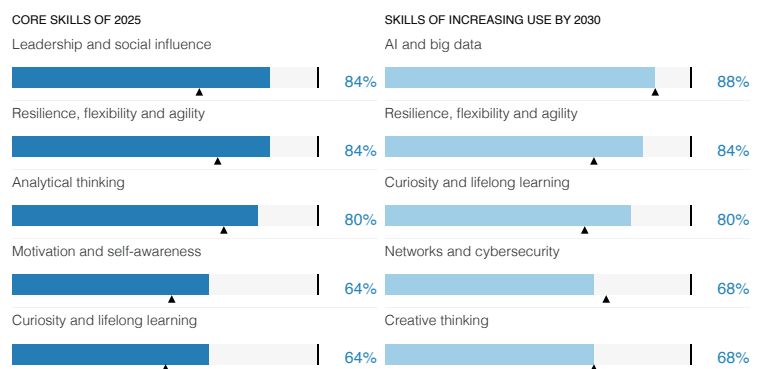 CORE SKILLS OF 2025
Leadership and social influence
84%
Resilience, flexibility and agility
84%
Analytical thinking
80%
Motivation and self-awareness
64%
Curiosity and lifelong learning
64%
SKILLS OF INCREASING USE BY 2030
AI and big data
88%
Resilience, flexibility and agility
84%
Curiosity and lifelong learning
80%
Networks and cybersecurity
68%
Creative thinking
68%